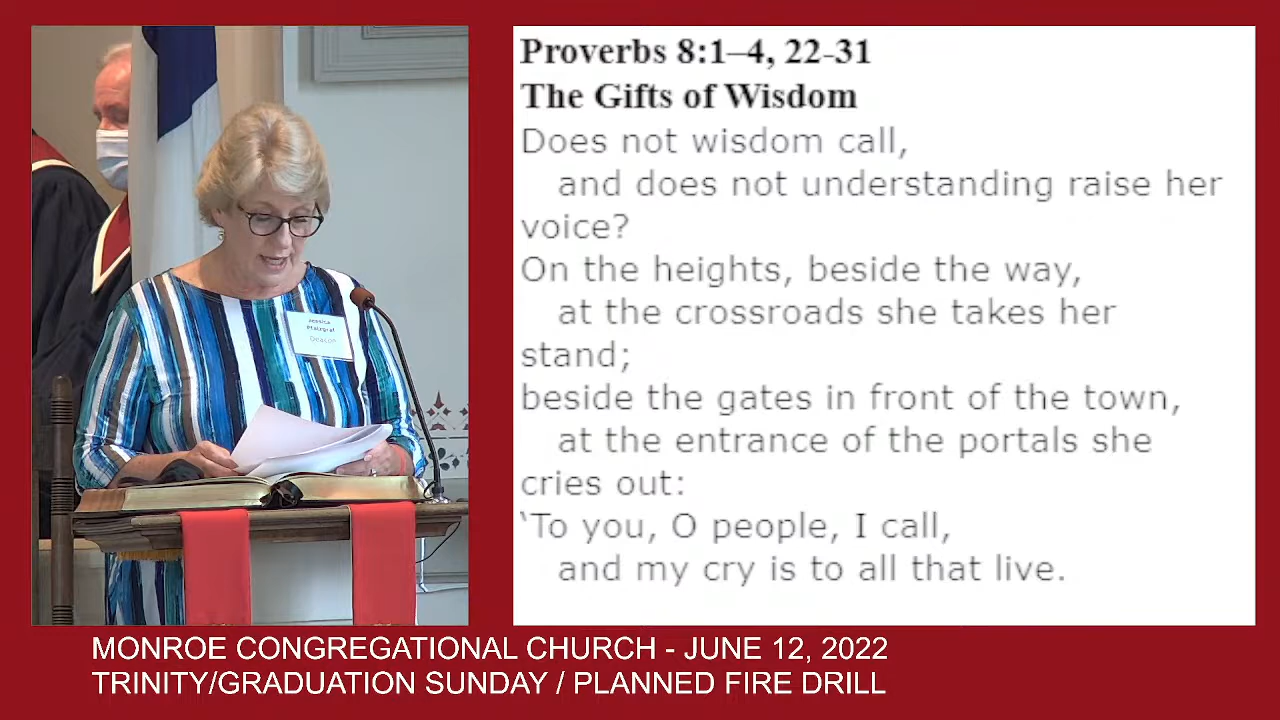 Proverbs 8:1–4, 22-31
The Gifts of Wisdom
Does not wisdom call,
and does not understanding raise her
voice?
On the heights, beside the way,
at the crossroads she takes her
stand;
beside the gates in front of the town,
at the entrance of the portals she
cries out:
‛To you, O people, I call,
and my cry is to all that live.
Deacon
MONROE CONGREGATIONAL CHURCH - JUNE 12, 2022
TRINITY/GRADUATION SUNDAY / PLANNED FIRE DRILL